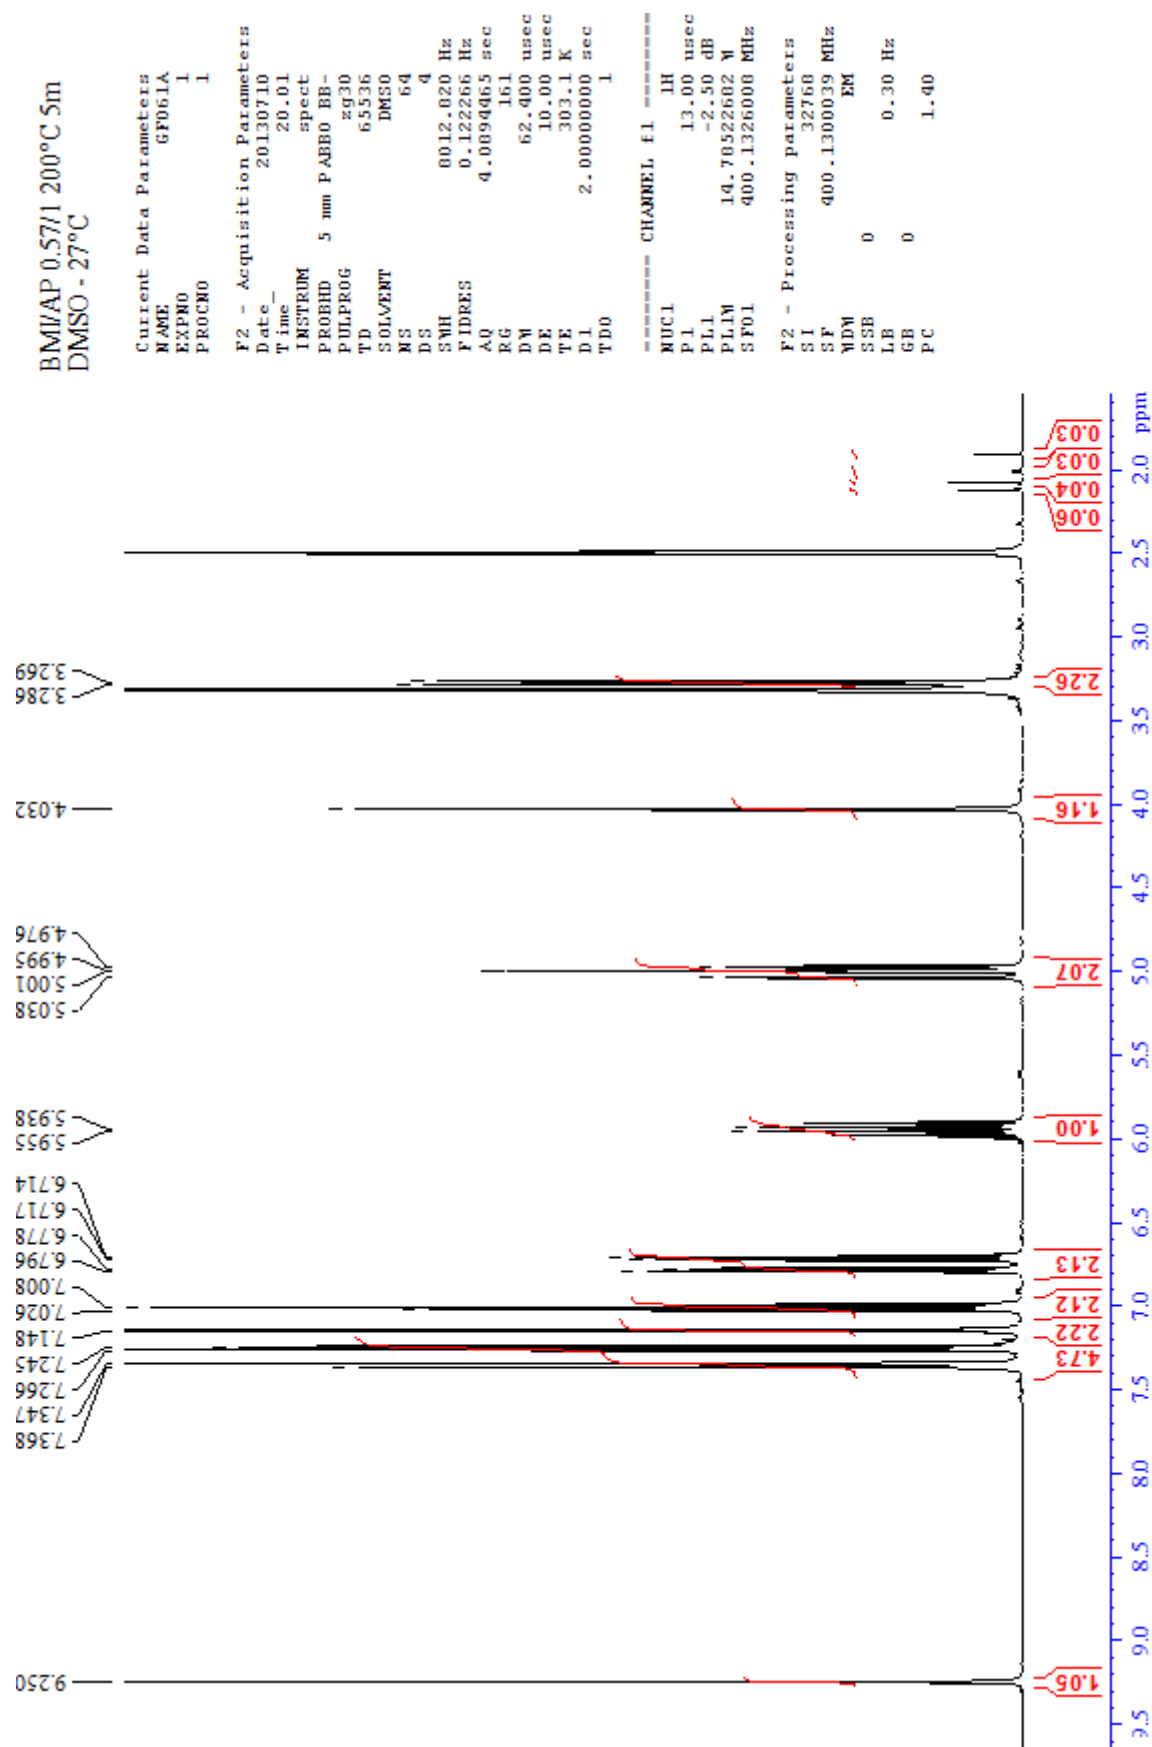 BMI/AP 0.57/1 200°C 5m
DMSO - 27°C
Current Data Parameters
NAME GF061A
EXPNO 1
PROCNO 1
F2 - Acquisition Parameters
Date_ 20130710
Time 20.01
INSTRUM spect
PROBHD 5 mm PABBO BB-
PULPROG zg30
TD 65536
SOLVENT DMSO
NS 64
DS 4
SWH 8012.820 Hz
FIDRES 0.122266 Hz
AQ 4.0894465 sec
RG 161
DW 62.400 usec
DE 10.00 usec
TE 303.1 K
D1 2.00000000 sec
TD0 1
======== CHANNEL f1 ========
NUC1 1H
P1 13.00 usec
PL1 -2.50 dB
PL1W 14.78522682 W
SFO1 400.1326008 MHz
F2 - Processing parameters
SI 32768
SF 400.1300039 MHz
WDW EM
SSB 0
LB 0.30 Hz
GB 0
PC 1.40
9.250
7.368
7.347
7.266
7.245
7.148
7.026
7.008
6.796
6.778
6.717
6.714
5.955
5.938
5.038
5.001
4.995
4.976
4.032
3.286
3.269
1.05
4.73
2.22
2.12
2.13
1.00
2.07
1.16
2.26
0.06
0.04
0.03
0.03
9.5 9.0 8.5 8.0 7.5 7.0 6.5 6.0 5.5 5.0 4.5 4.0 3.5 3.0 2.5 2.0 ppm